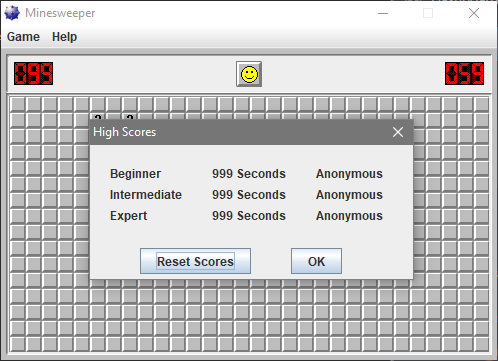 Minesweeper
Game Help
099 059
High Scores
Beginner 999 Seconds Anonymous
Intermediate 999 Seconds Anonymous
Expert 999 Seconds Anonymous
Reset Scores OK